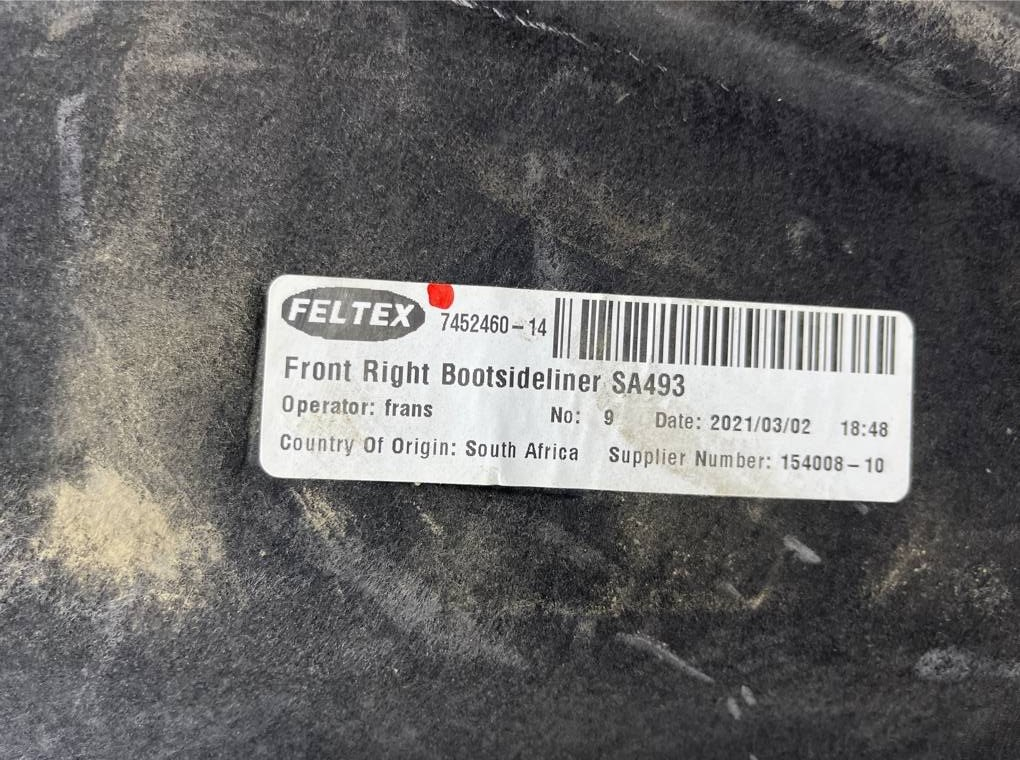 FELTEX 7452460-14
Front Right Bootsideliner SA493
Operator: frans No: 9 Date: 2021/03/02 18:48
Country Of Origin: South Africa Supplier Number: 154008-10